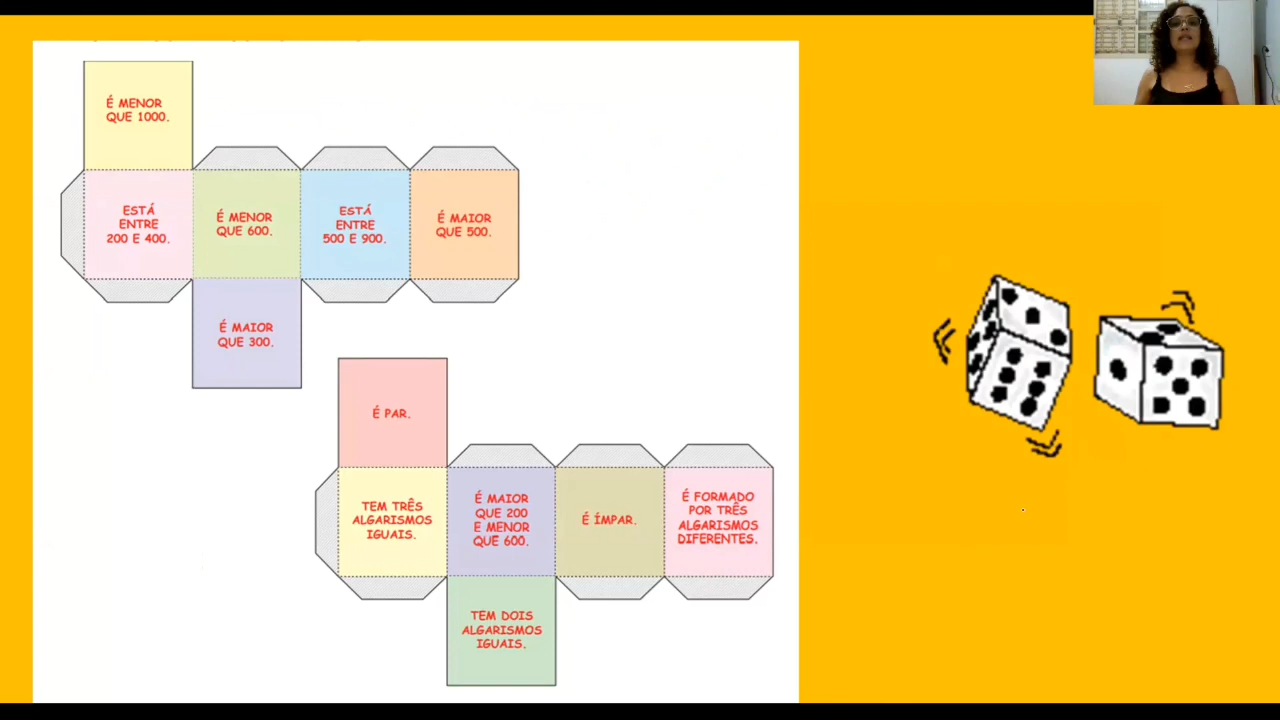 É MENOR
QUE 1000.
ESTÁ
ENTRE
200 E 400.
É MENOR
QUE 600.
ESTÁ
ENTRE
500 E 900.
É MAIOR
QUE 500.
É MAIOR
QUE 300.
É PAR.
TEM TRÊS
ALGARISMOS
IGUAIS.
É MAIOR
QUE 200
E MENOR
QUE 600.
É ÍMPAR.
É FORMADO
POR TRÊS
ALGARISMOS
DIFERENTES.
TEM DOIS
ALGARISMOS
IGUAIS.